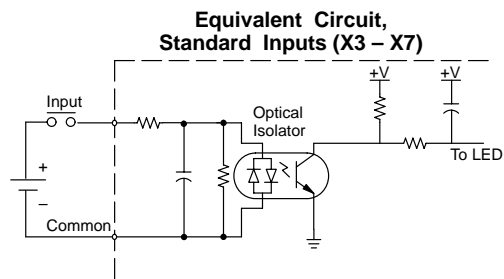 Equivalent Circuit,
Standard Inputs (X3 – X7)
+V
+V
Input
Optical
Isolator
To LED
+
–
Common